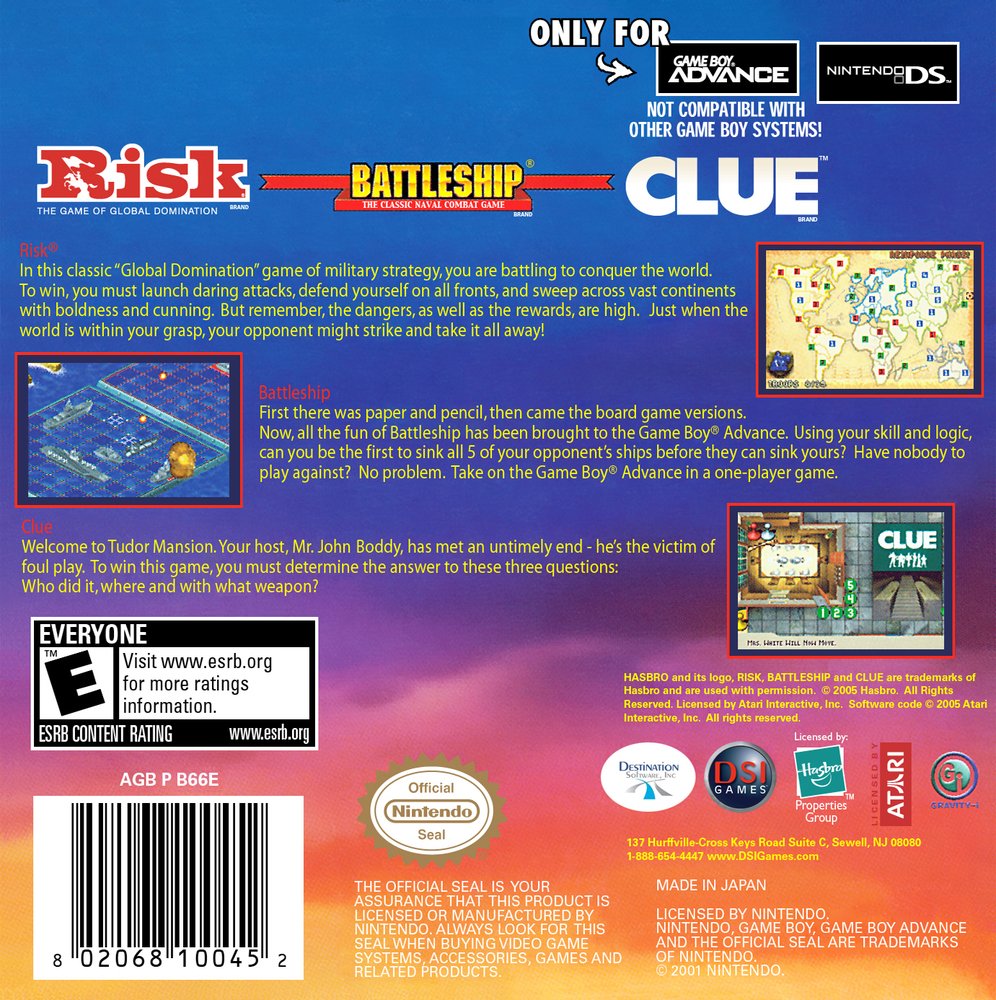 ONLY FOR
GAME BOY ADVANCE
NINTENDO DS™
NOT COMPATIBLE WITH
OTHER GAME BOY SYSTEMS!
Risk
THE GAME OF GLOBAL DOMINATION BRAND
BATTLESHIP®
THE CLASSIC NAVAL COMBAT GAME
BRAND
CLUE™
BRAND
Risk®
In this classic “Global Domination” game of military strategy, you are battling to conquer the world.
To win, you must launch daring attacks, defend yourself on all fronts, and sweep across vast continents
with boldness and cunning. But remember, the dangers, as well as the rewards, are high. Just when the
world is within your grasp, your opponent might strike and take it all away!
REINFORCE PHASE!
Battleship
First there was paper and pencil, then came the board game versions.
Now, all the fun of Battleship has been brought to the Game Boy® Advance. Using your skill and logic,
can you be the first to sink all 5 of your opponent's ships before they can sink yours? Have nobody to
play against? No problem. Take on the Game Boy® Advance in a one-player game.
Clue
Welcome to Tudor Mansion. Your host, Mr. John Boddy, has met an untimely end - he's the victim of
foul play. To win this game, you must determine the answer to these three questions:
Who did it, where and with what weapon?
CLUE
5
4
1 2 3
MRS. WHITE WILL NOW MOVE.
EVERYONE
E™
Visit www.esrb.org
for more ratings
information.
ESRB CONTENT RATING www.esrb.org
HASBRO and its logo, RISK, BATTLESHIP and CLUE are trademarks of
Hasbro and are used with permission. © 2005 Hasbro. All Rights
Reserved. Licensed by Atari Interactive, Inc. Software code © 2005 Atari
Interactive, Inc. All rights reserved.
Licensed by:
DESTINATION
SOFTWARE, INC
DSI
GAMES
Hasbro
™
Properties
Group
LICENSED BY
ATARI
Gi
GRAVITY-I
137 Hurffville-Cross Keys Road Suite C, Sewell, NJ 08080
1-888-654-4447 www.DSIGames.com
AGB P B66E
8 02068 10045 2
Official
Nintendo
Seal
THE OFFICIAL SEAL IS YOUR
ASSURANCE THAT THIS PRODUCT IS
LICENSED OR MANUFACTURED BY
NINTENDO. ALWAYS LOOK FOR THIS
SEAL WHEN BUYING VIDEO GAME
SYSTEMS, ACCESSORIES, GAMES AND
RELATED PRODUCTS.
MADE IN JAPAN
LICENSED BY NINTENDO.
NINTENDO, GAME BOY, GAME BOY ADVANCE
AND THE OFFICIAL SEAL ARE TRADEMARKS
OF NINTENDO.
© 2001 NINTENDO.